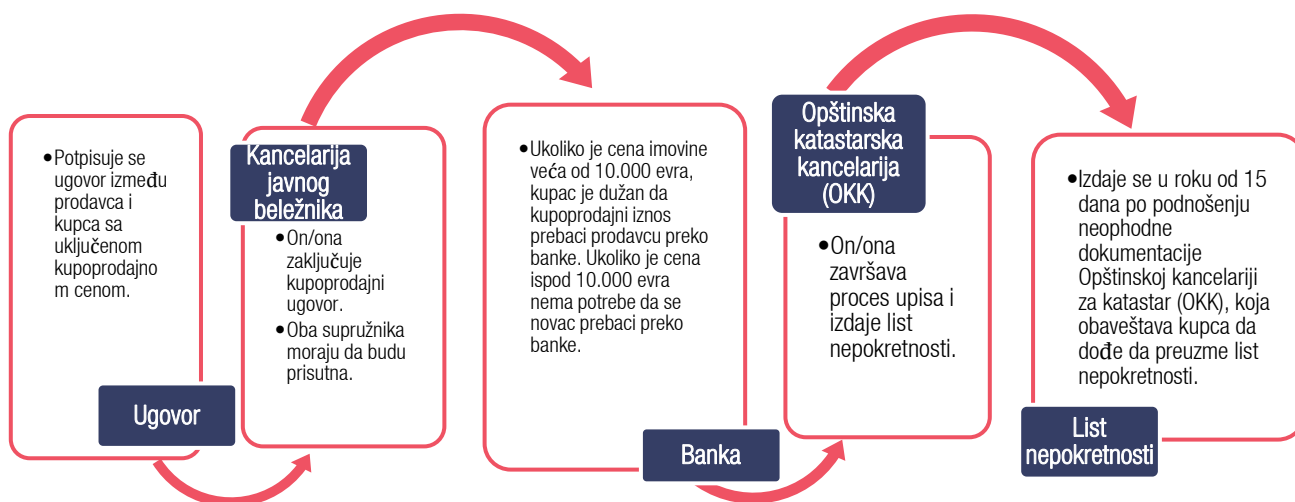 • Potpisuje se
ugovor između
prodavca i
kupca sa
uključenom
kupoprodajno
m cenom.
Ugovor
Kancelarija
javnog
beležnika
• On/ona
zaključuje
kupoprodajni
ugovor.
• Oba supružnika
moraju da budu
prisutna.
• Ukoliko je cena imovine
veća od 10.000 evra,
kupac je dužan da
kupoprodajni iznos
prebaci prodavcu preko
banke. Ukoliko je cena
ispod 10.000 evra
nema potrebe da se
novac prebaci preko
banke.
Banka
Opštinska
katastarska
kancelarija
(OKK)
• On/ona
završava
proces upisa i
izdaje list
nepokretnosti.
• Izdaje se u roku od 15
dana po podnošenju
neophodne
dokumentacije
Opštinskoj kancelariji
za katastar (OKK), koja
obaveštava kupca da
dođe da preuzme list
nepokretnosti.
List
nepokretnosti